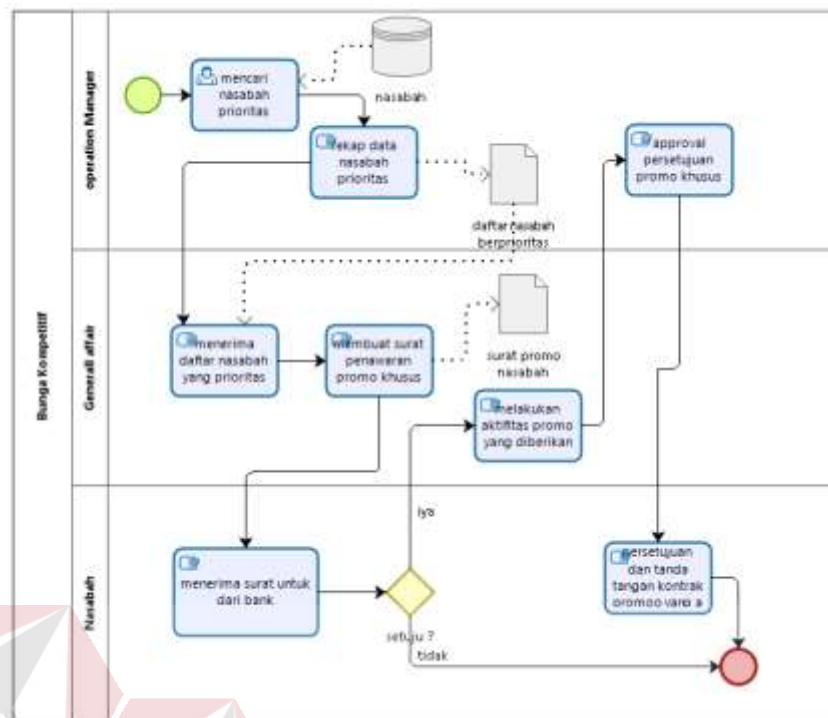 Bunga Kompetitif
operation Manager
mencari
nasabah
prioritas
nasabah
rekap data
nasabah
prioritas
daftar nasabah
berprioritas
approval
persetujuan
promo khusus
Generall affair
menerima
daftar nasabah
yang prioritas
membuat surat
penawaran
promo khusus
surat promo
nasabah
melakukan
aktifitas promo
yang diberikan
Nasabah
menerima surat untuk
dari bank
setuju ?
iya
tidak
persetujuan
dan tanda
tangan kontrak
promoo yang a